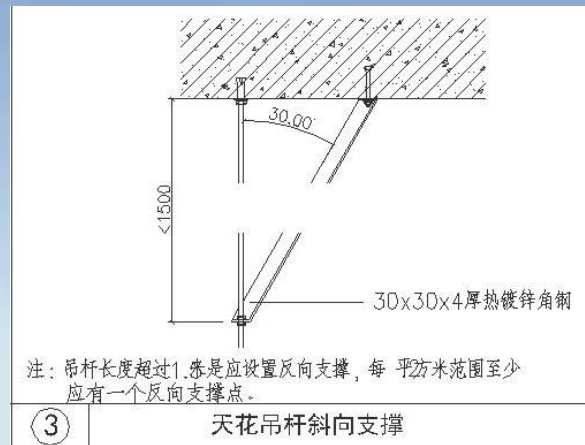 30.00
<1500
30x30x4厚热镀锌角钢
注：吊杆长度超过1.米是应设置反向支撑，每 平方米范围至少
应有一个反向支撑点。
3
天花吊杆斜向支撑